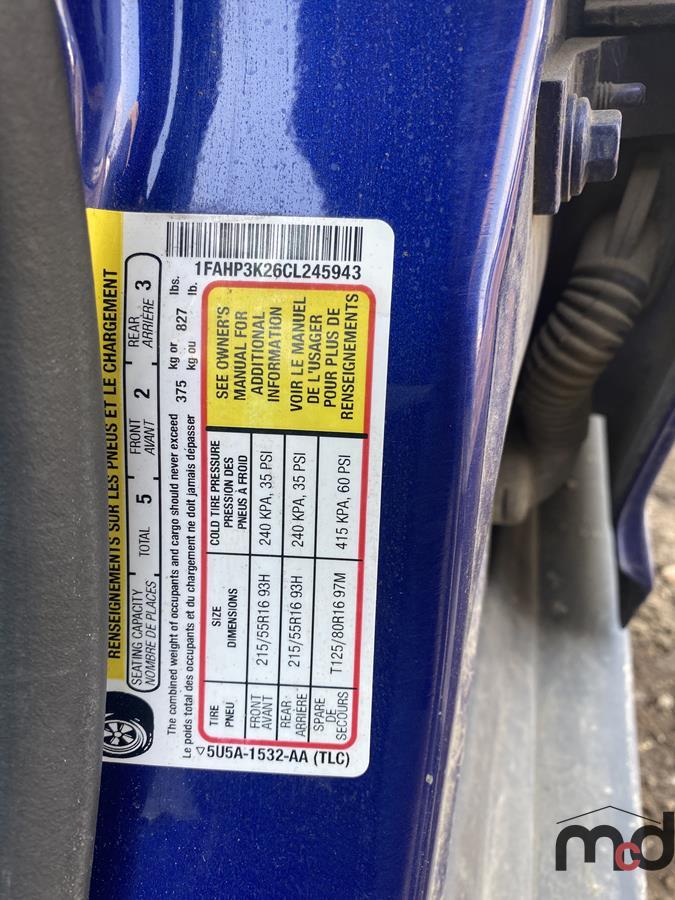 RENSEIGNEMENTS SUR LES PNEUS ET LE CHARGEMENT
SEATING CAPACITY
NOMBRE DE PLACES
TOTAL 5
FRONT
AVANT 2
REAR
ARRIÈRE 3
The combined weight of occupants and cargo should never exceed 375 kg or 827 lbs.
Le poids total des occupants et du chargement ne doit jamais dépasser kg ou lb.
TIRE
PNEU
SIZE
DIMENSIONS
COLD TIRE PRESSURE
PRESSION DES
PNEUS À FROID
FRONT
AVANT
215/55R16 93H
240 KPA, 35 PSI
REAR
ARRIÈRE
215/55R16 93H
240 KPA, 35 PSI
SPARE
DE
SECOURS
T125/80R16 97M
415 KPA, 60 PSI
SEE OWNER'S
MANUAL FOR
ADDITIONAL
INFORMATION
VOIR LE MANUEL
DE L'USAGER
POUR PLUS DE
RENSEIGNEMENTS
1FAHP3K26CL245943
5U5A-1532-AA (TLC)
mcd